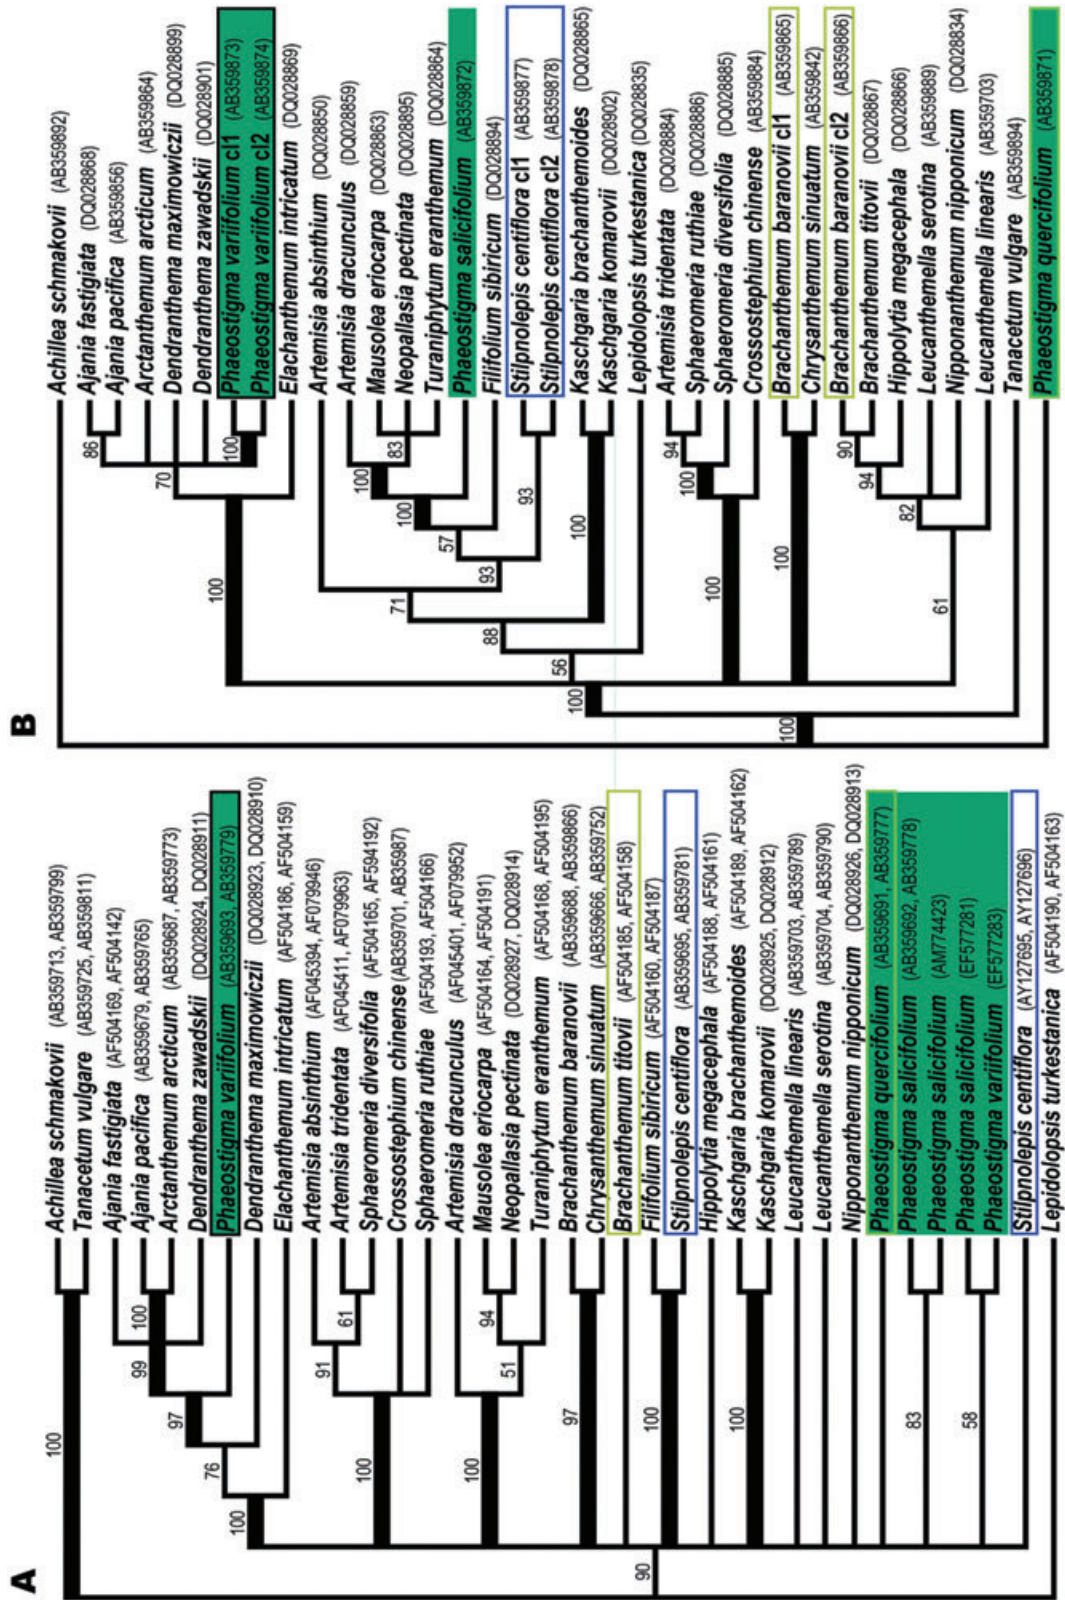 A
Achillea schmakovii (AB359713, AB359799)
Tanacetum vulgare (AB359725, AB359811)
Ajania fastigiata (AF504169, AF504142)
Ajania pacifica (AB359679, AB359765)
Arctanthemum arcticum (AB359687, AB359773)
Dendranthema zawadskii (DQ028924, DQ028911)
Phaeostigma variifolium (AB359693, AB359779)
Dendranthema maximowiczii (DQ028923, DQ028910)
Elachanthemum intricatum (AF504186, AF504159)
Artemisia absinthium (AF045394, AF079946)
Artemisia tridentata (AF045411, AF079963)
Sphaeromeria diversifolia (AF504165, AF594192)
Crossostephium chinense (AB359701, AB35987)
Sphaeromeria ruthiae (AF504193, AF504166)
Artemisia dracunculus (AF045401, AF079952)
Mausolea eriocarpa (AF504164, AF504191)
Neopallasia pectinata (DQ028927, DQ028914)
Turaniphytum eranthemum (AF504168, AF504195)
Brachanthemum baranovii (AB359688, AB359866)
Chrysanthemum sinuatum (AB359666, AB359752)
Brachanthemum titovii (AF504185, AF504158)
Filifolium sibiricum (AF504160, AF504187)
Stilpnolepis centiflora (AB359695, AB359781)
Hippolytia megacephala (AF504188, AF504161)
Kaschgaria brachanthemoides (AF504189, AF504162)
Kaschgaria komarovii (DQ028925, DQ028912)
Leucanthemella linearis (AB359703, AB359789)
Leucanthemella serotina (AB359704, AB359790)
Nipponanthemum nipponicum (DQ028926, DQ028913)
Phaeostigma quercifolium (AB359691, AB359777)
Phaeostigma salicifolium (AB359692, AB359778)
Phaeostigma salicifolium (AM774423)
Phaeostigma salicifolium (EF577281)
Phaeostigma variifolium (EF577283)
Stilpnolepis centiflora (AY127695, AY127696)
Lepidolopsis turkestanica (AF504190, AF504163)
100
99
100
97
76
100
91
61
100
94
51
100
97
100
100
83
58
90
B
Achillea schmakovii (AB359892)
Ajania fastigiata (DQ028868)
Ajania pacifica (AB359856)
Arctanthemum arcticum (AB359864)
Dendranthema maximowiczii (DQ028899)
Dendranthema zawadskii (DQ028901)
Phaeostigma variifolium cl1 (AB359873)
Phaeostigma variifolium cl2 (AB359874)
Elachanthemum intricatum (DQ028869)
Artemisia absinthium (DQ028850)
Artemisia dracunculus (DQ028859)
Mausolea eriocarpa (DQ028863)
Neopallasia pectinata (DQ028895)
Turaniphytum eranthemum (DQ028864)
Phaeostigma salicifolium (AB359872)
Filifolium sibiricum (DQ028894)
Stilpnolepis centiflora cl1 (AB359877)
Stilpnolepis centiflora cl2 (AB359878)
Kaschgaria brachanthemoides (DQ028865)
Kaschgaria komarovii (DQ028902)
Lepidolopsis turkestanica (DQ028835)
Artemisia tridentata (DQ028884)
Sphaeromeria ruthiae (DQ028886)
Sphaeromeria diversifolia (DQ028885)
Crossostephium chinense (AB359884)
Brachanthemum baranovii cl1 (AB359865)
Chrysanthemum sinuatum (AB359842)
Brachanthemum baranovii cl2 (AB359866)
Brachanthemum titovii (DQ028867)
Hippolytia megacephala (DQ028866)
Leucanthemella serotina (AB359889)
Nipponanthemum nipponicum (DQ028834)
Leucanthemella linearis (AB359703)
Tanacetum vulgare (AB359894)
Phaeostigma quercifolium (AB359871)
86
70
100
100
100
83
100
57
93
93
71
100
88
56
94
100
100
100
90
94
82
61
100
100